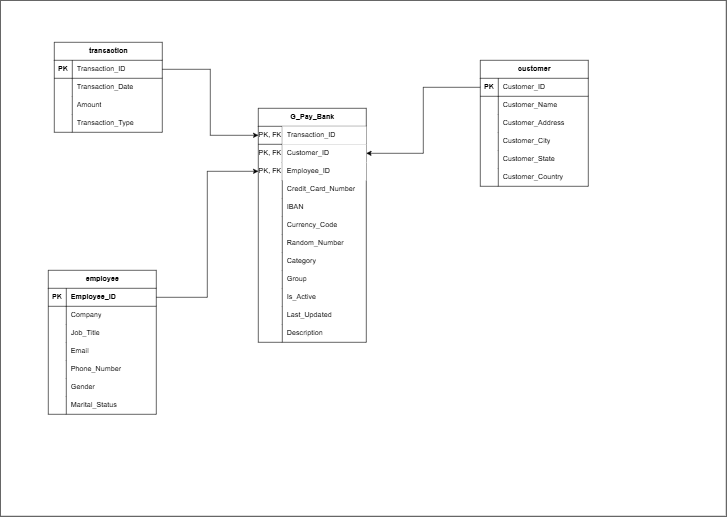 transaction
PK Transaction_ID
Transaction_Date
Amount
Transaction_Type
customer
PK Customer_ID
Customer_Name
Customer_Address
Customer_City
Customer_State
Customer_Country
G_Pay_Bank
PK, FK Transaction_ID
PK, FK Customer_ID
PK, FK Employee_ID
Credit_Card_Number
IBAN
Currency_Code
Random_Number
Category
Group
Is_Active
Last_Updated
Description
employee
PK Employee_ID
Company
Job_Title
Email
Phone_Number
Gender
Marital_Status